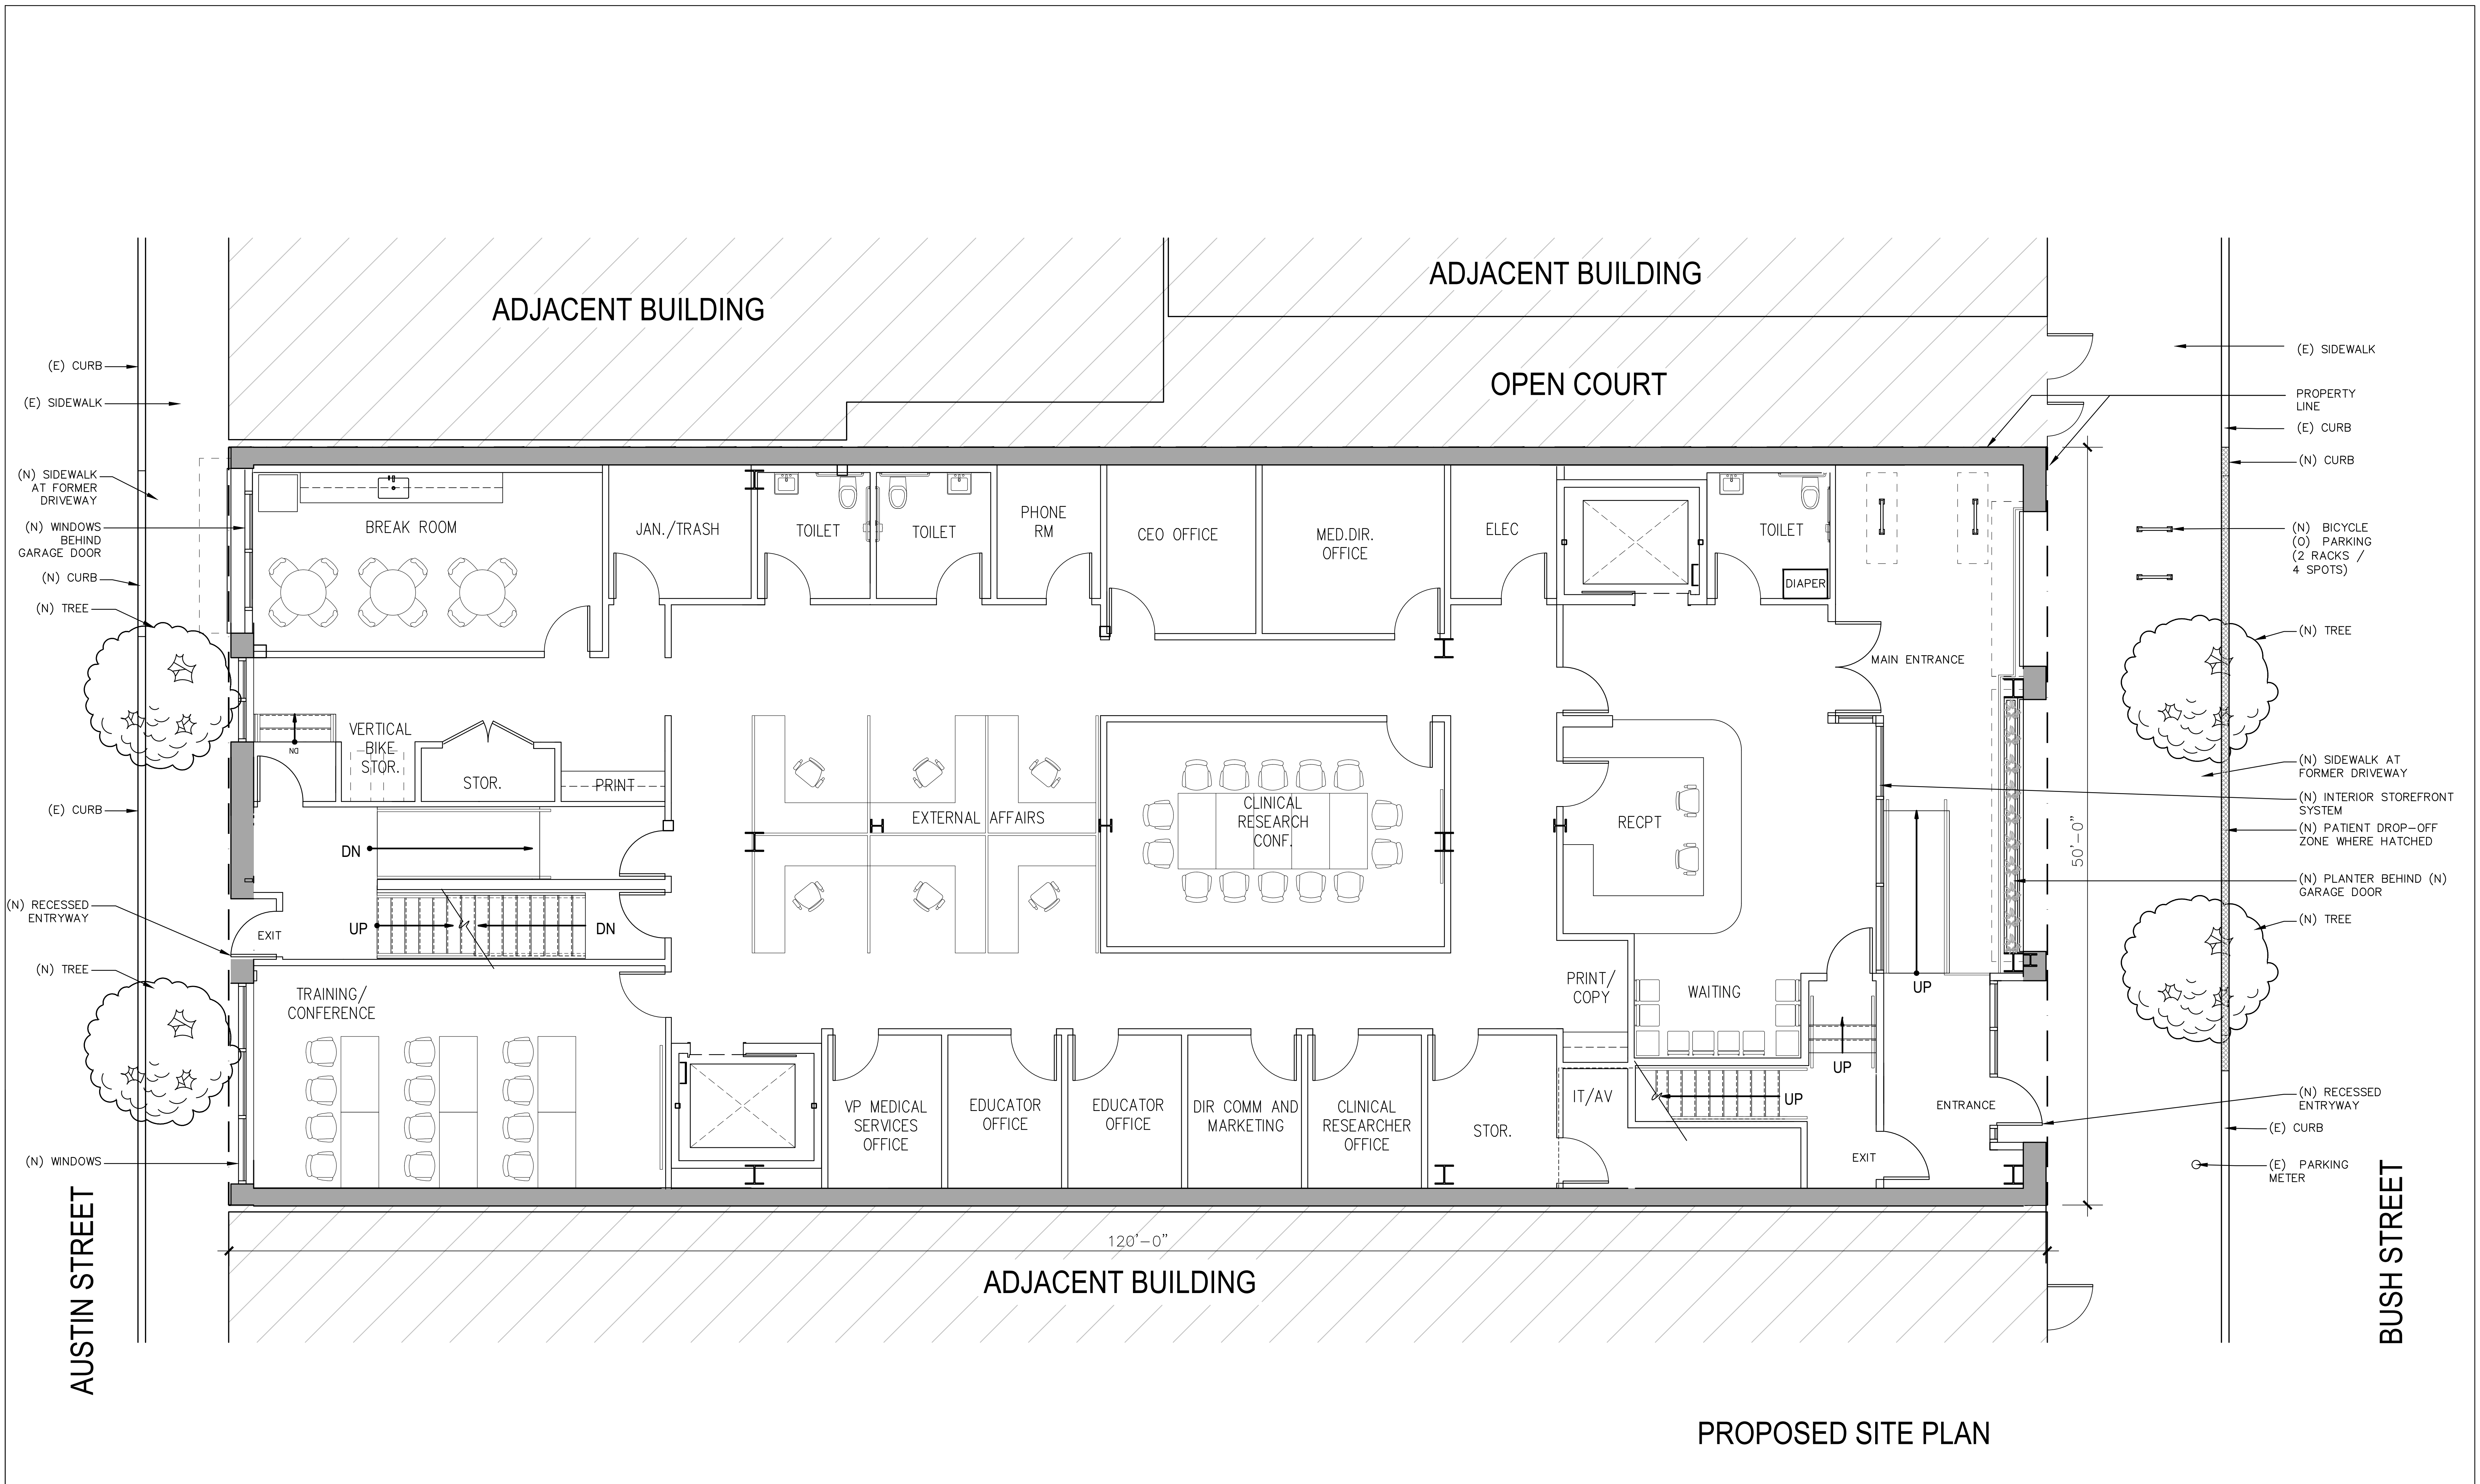 ADJACENT BUILDING
ADJACENT BUILDING
OPEN COURT
(E) CURB
(E) SIDEWALK
(N) SIDEWALK
AT FORMER
DRIVEWAY
(N) WINDOWS
BEHIND
GARAGE DOOR
(N) CURB
(N) TREE
(E) CURB
(N) RECESSED
ENTRYWAY
(N) TREE
(N) WINDOWS
AUSTIN STREET
BREAK ROOM
JAN./TRASH
TOILET
TOILET
PHONE
RM
CEO OFFICE
MED.DIR.
OFFICE
ELEC
TOILET
DIAPER
MAIN ENTRANCE
DN
VERTICAL
BIKE
STOR.
STOR.
PRINT
EXTERNAL AFFAIRS
CLINICAL
RESEARCH
CONF.
RECPT
DN
UP
DN
EXIT
TRAINING/
CONFERENCE
PRINT/
COPY
WAITING
UP
UP
UP
VP MEDICAL
SERVICES
OFFICE
EDUCATOR
OFFICE
EDUCATOR
OFFICE
DIR COMM AND
MARKETING
CLINICAL
RESEARCHER
OFFICE
STOR.
IT/AV
ENTRANCE
EXIT
120'-0"
50'-0"
ADJACENT BUILDING
(E) SIDEWALK
PROPERTY
LINE
(E) CURB
(N) CURB
(N) BICYCLE
(O) PARKING
(2 RACKS /
4 SPOTS)
(N) TREE
(N) SIDEWALK AT
FORMER DRIVEWAY
(N) INTERIOR STOREFRONT
SYSTEM
(N) PATIENT DROP-OFF
ZONE WHERE HATCHED
(N) PLANTER BEHIND (N)
GARAGE DOOR
(N) TREE
(N) RECESSED
ENTRYWAY
(E) CURB
(E) PARKING
METER
BUSH STREET
PROPOSED SITE PLAN